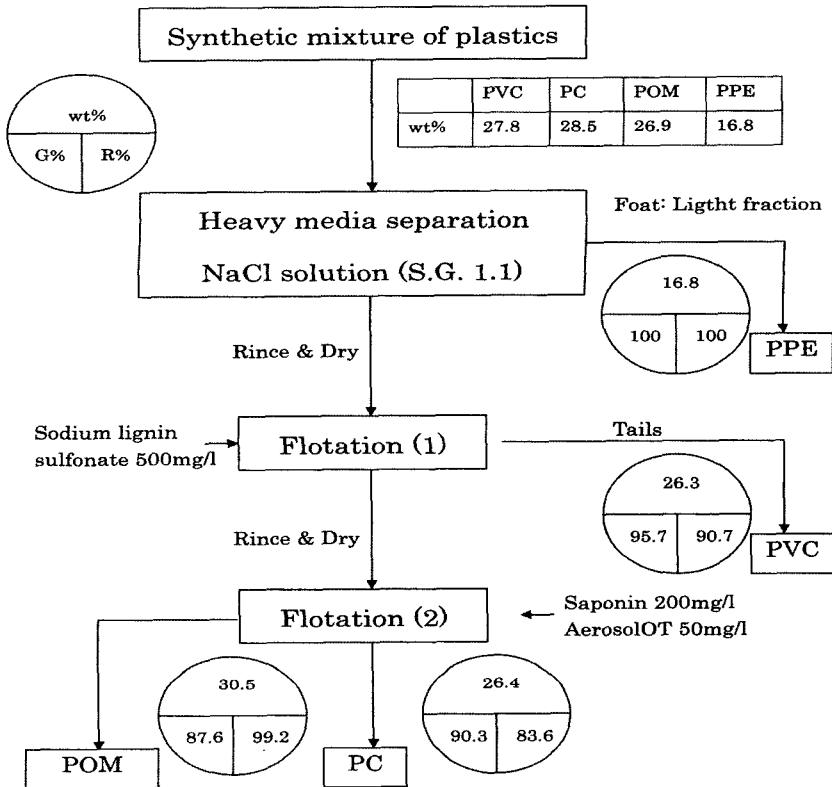 Synthetic mixture of plastics
PVC PC POM PPE
wt% 27.8 28.5 26.9 16.8
wt%
G% R%
Heavy media separation
NaCl solution (S.G. 1.1)
Foat: Ligtht fraction
16.8
100 100
PPE
Rince & Dry
Sodium lignin
sulfonate 500mg/l
Flotation (1)
Tails
26.3
95.7 90.7
PVC
Rince & Dry
Flotation (2)
Saponin 200mg/l
AerosolOT 50mg/l
30.5
87.6 99.2
POM
26.4
90.3 83.6
PC